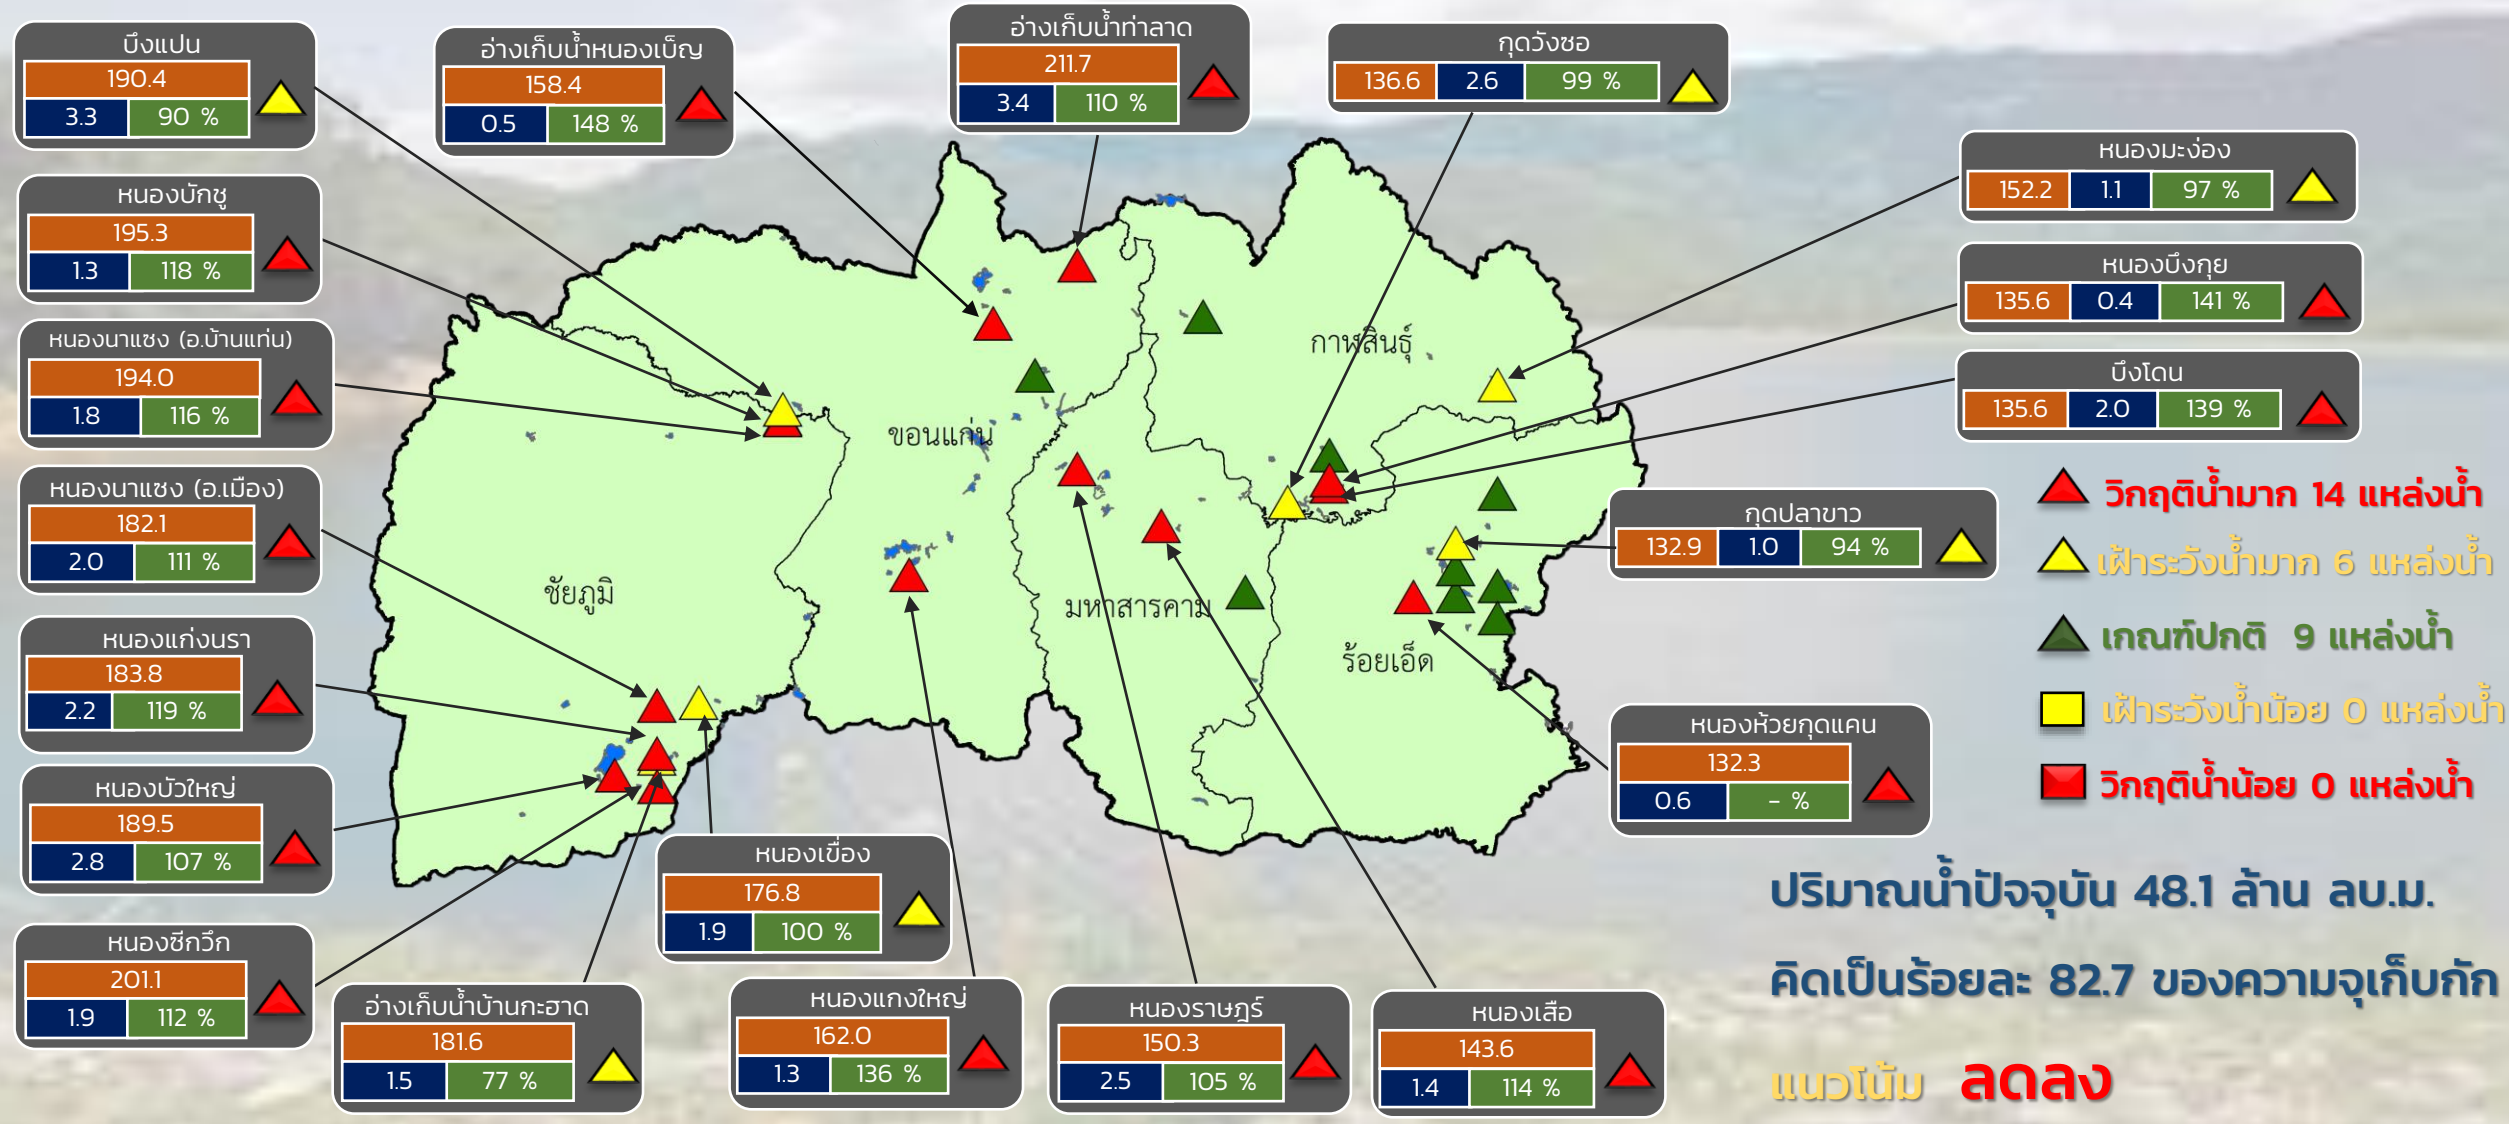 บึงแปน
190.4
3.3 90 %
อ่างเก็บน้ำหนองเบ็ญ
158.4
0.5 148 %
อ่างเก็บน้ำท่าลาด
211.7
3.4 110 %
กุดวังซอ
136.6 2.6 99 %
หนองมะง่อง
152.2 1.1 97 %
หนองบักชู
195.3
1.3 118 %
หนองบึงกุย
135.6 0.4 141 %
หนองนาแซง (อ.บ้านแท่น)
194.0
1.8 116 %
บึงโดน
135.6 2.0 139 %
หนองนาแซง (อ.เมือง)
182.1
2.0 111 %
กุดปลาขาว
132.9 1.0 94 %
หนองแก่งนรา
183.8
2.2 119 %
หนองห้วยกุดแคน
132.3
0.6 - %
หนองบัวใหญ่
189.5
2.8 107 %
หนองเขื่อง
176.8
1.9 100 %
หนองซีกวึก
201.1
1.9 112 %
อ่างเก็บน้ำบ้านกะฮาด
181.6
1.5 77 %
หนองแกงใหญ่
162.0
1.3 136 %
หนองราษฎร์
150.3
2.5 105 %
หนองเสือ
143.6
1.4 114 %
กาฬสินธุ์
ขอนแก่น
ชัยภูมิ
มหาสารคาม
ร้อยเอ็ด
วิกฤติน้ำมาก 14 แหล่งน้ำ
เฝ้าระวังน้ำมาก 6 แหล่งน้ำ
เกณฑ์ปกติ 9 แหล่งน้ำ
เฝ้าระวังน้ำน้อย 0 แหล่งน้ำ
วิกฤติน้ำน้อย 0 แหล่งน้ำ
ปริมาณน้ำปัจจุบัน 48.1 ล้าน ลบ.ม.
คิดเป็นร้อยละ 82.7 ของความจุเก็บกัก
แนวโน้ม ลดลง